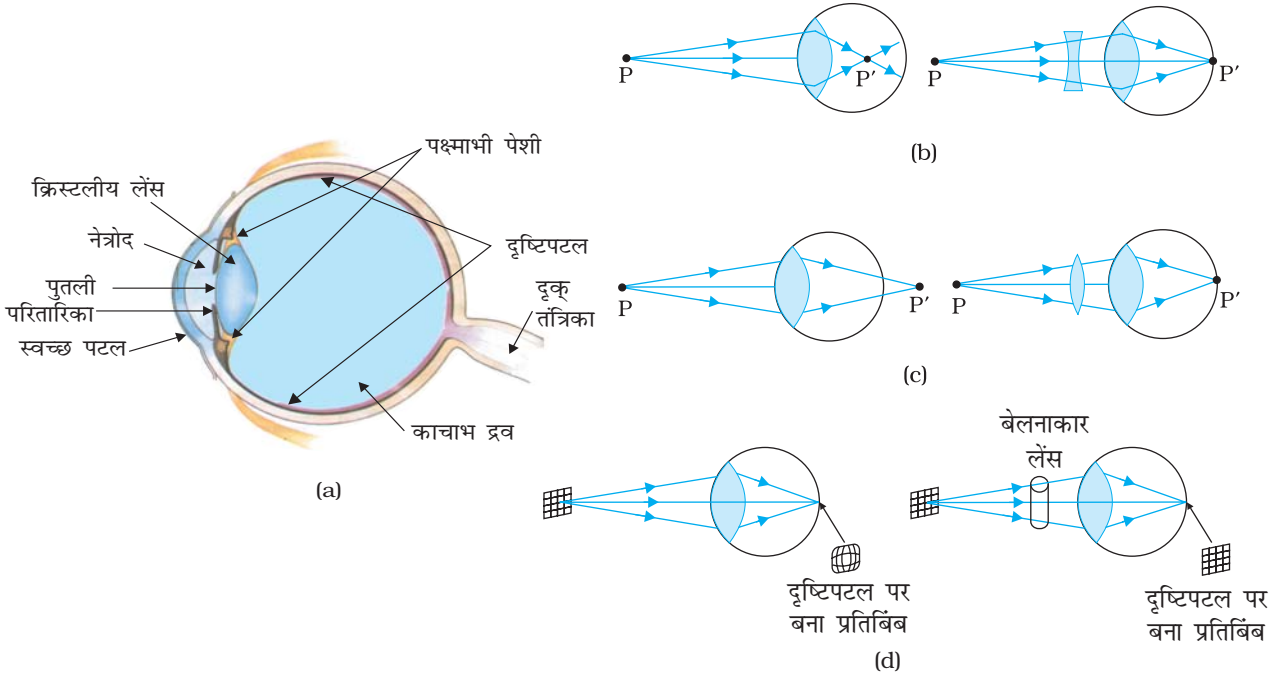 पक्ष्माभी पेशी
क्रिस्टलीय लेंस
नेत्रोद
पुतली
परितारिका
स्वच्छ पटल
दृष्टिपटल
दृक्
तंत्रिका
काचाभ द्रव
(a)
P
P'
P
P'
(b)
P
P'
P
P'
(c)
दृष्टिपटल पर
बना प्रतिबिंब
बेलनाकार
लेंस
दृष्टिपटल पर
बना प्रतिबिंब
(d)